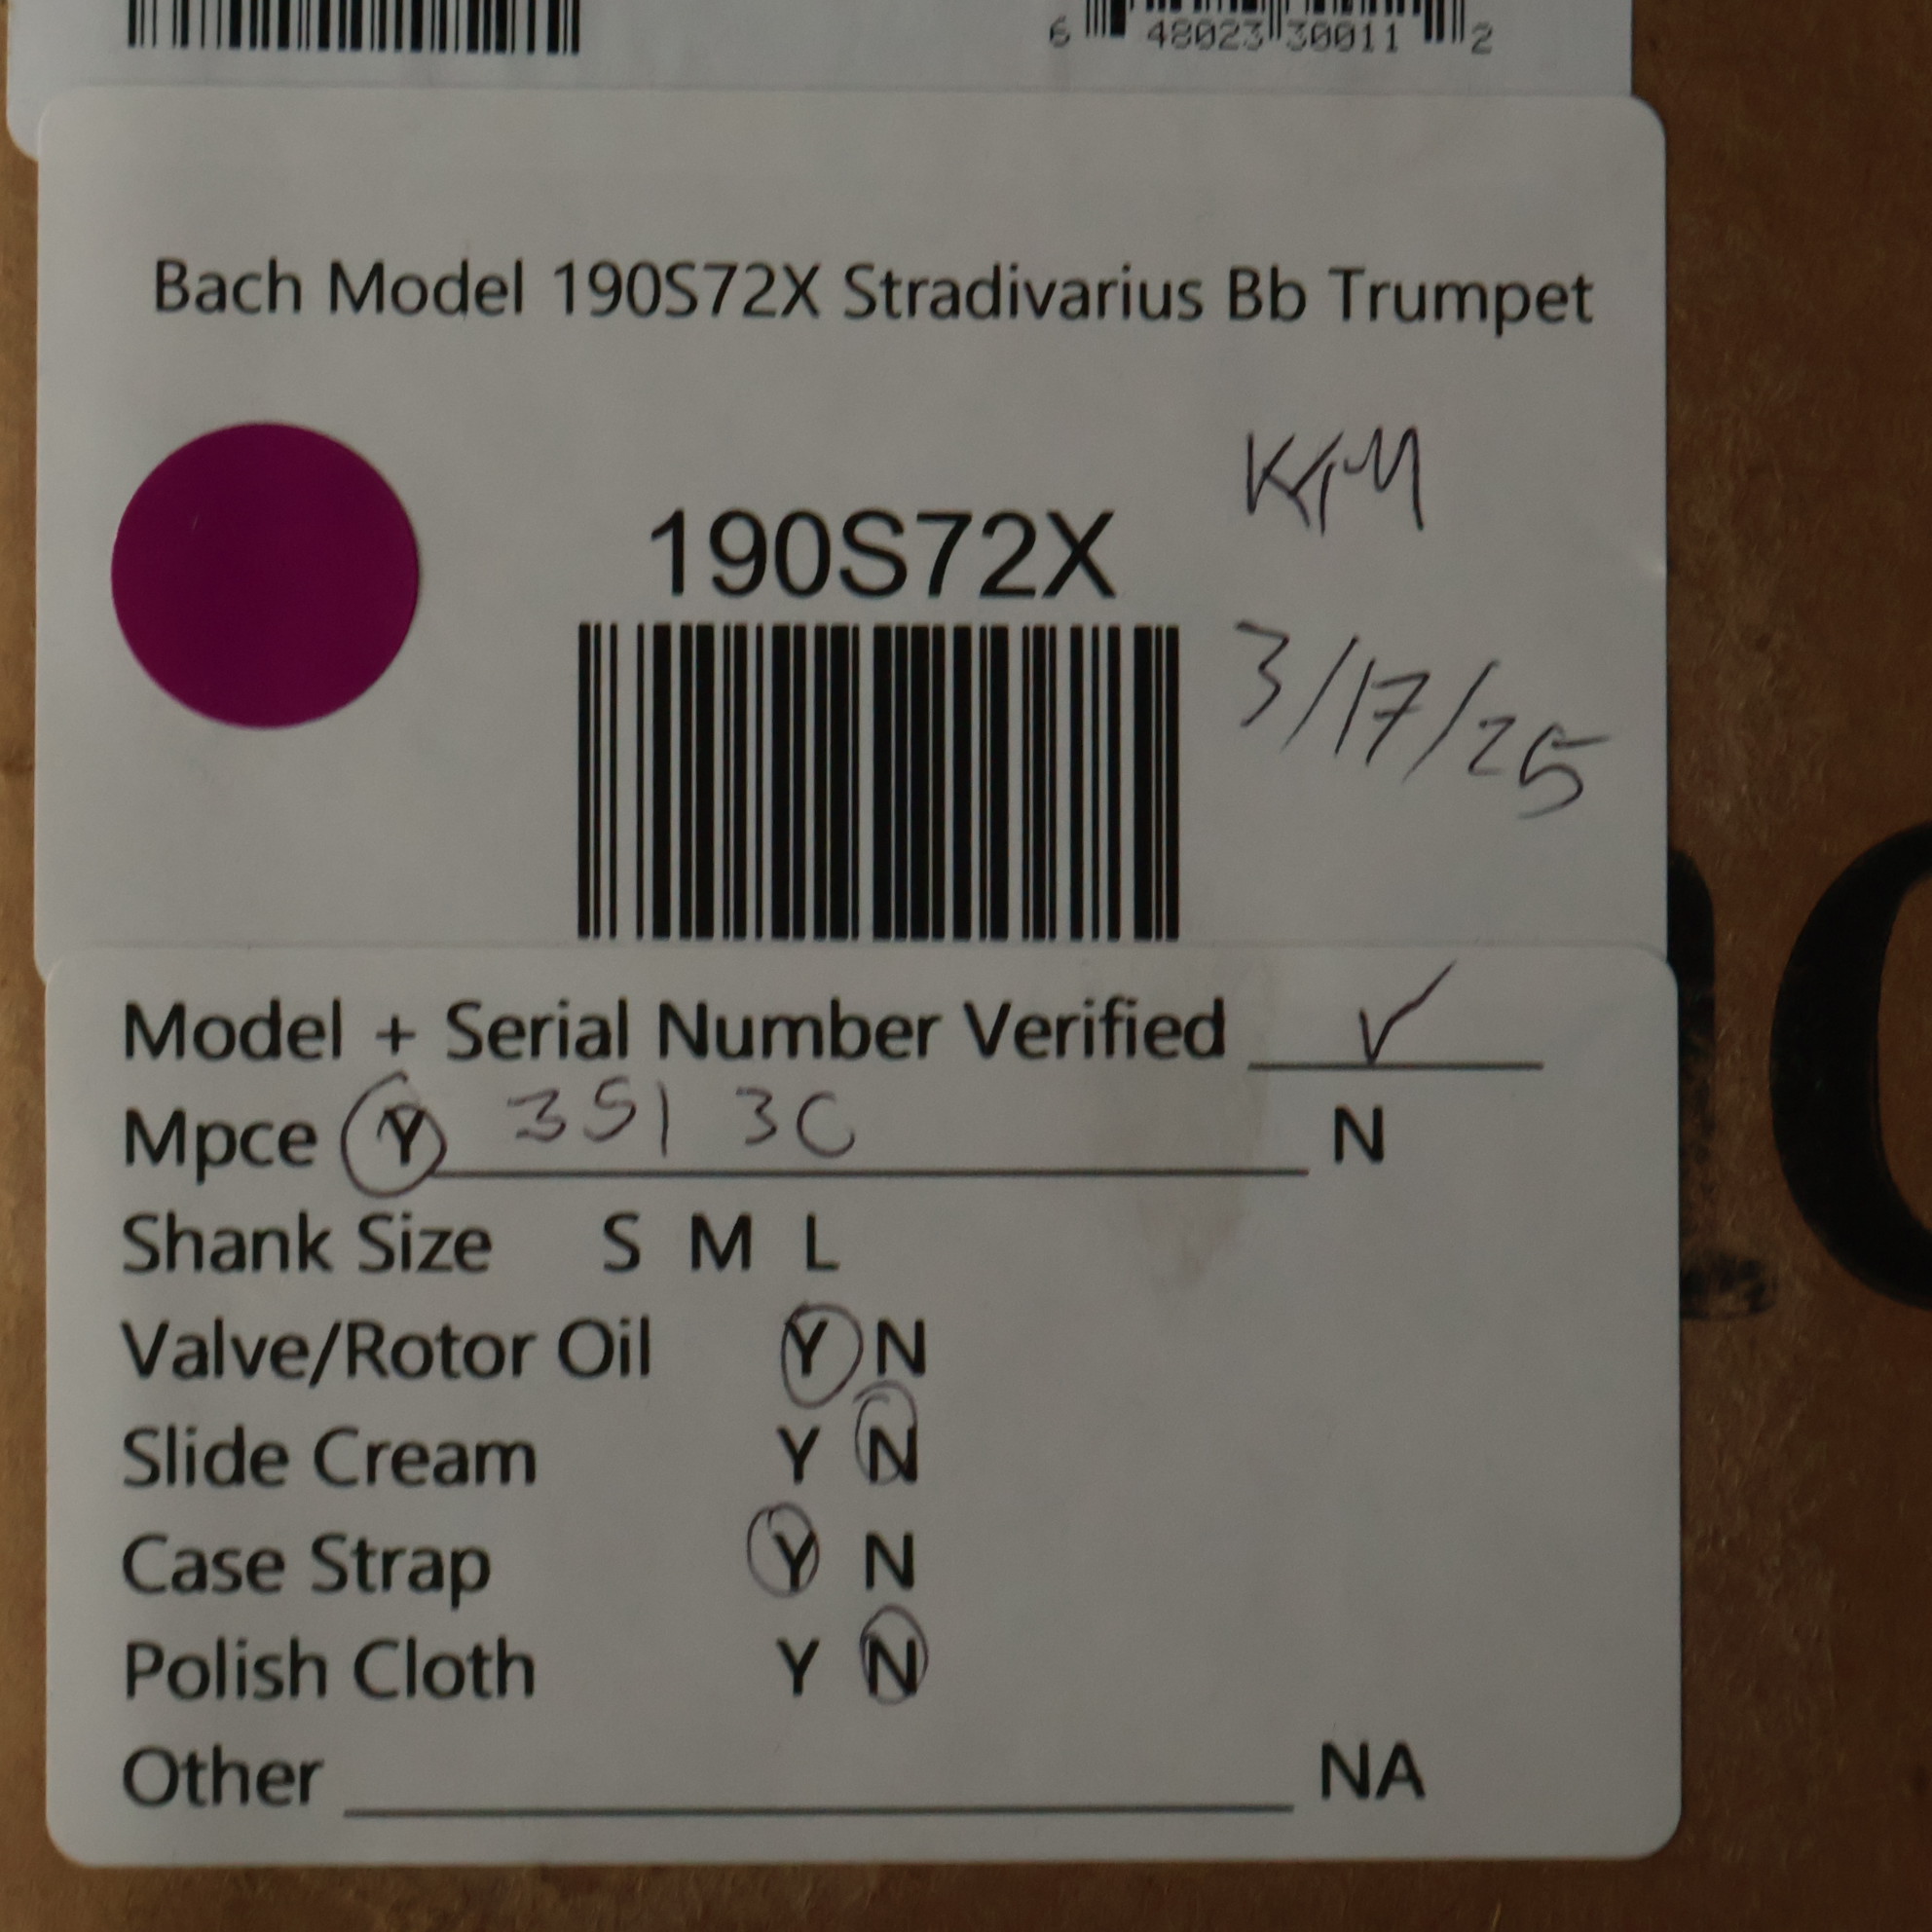 6 48023 30011 2
Bach Model 190S72X Stradivarius Bb Trumpet
190S72X
3/17/25
Model + Serial Number Verified ✓
Mpce Y 351 3C N
Shank Size S M L
Valve/Rotor Oil Y N
Slide Cream Y N
Case Strap Y N
Polish Cloth Y N
Other NA